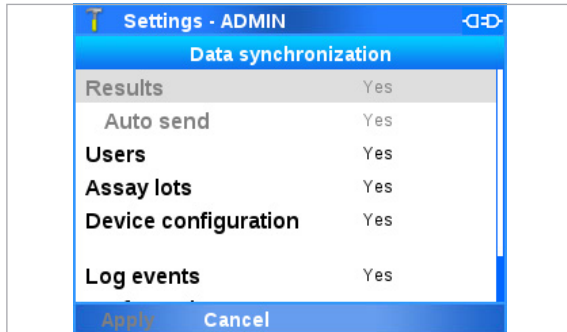 Settings - ADMIN
Data synchronization
Results Yes
Auto send Yes
Users Yes
Assay lots Yes
Device configuration Yes
Log events Yes
Apply Cancel